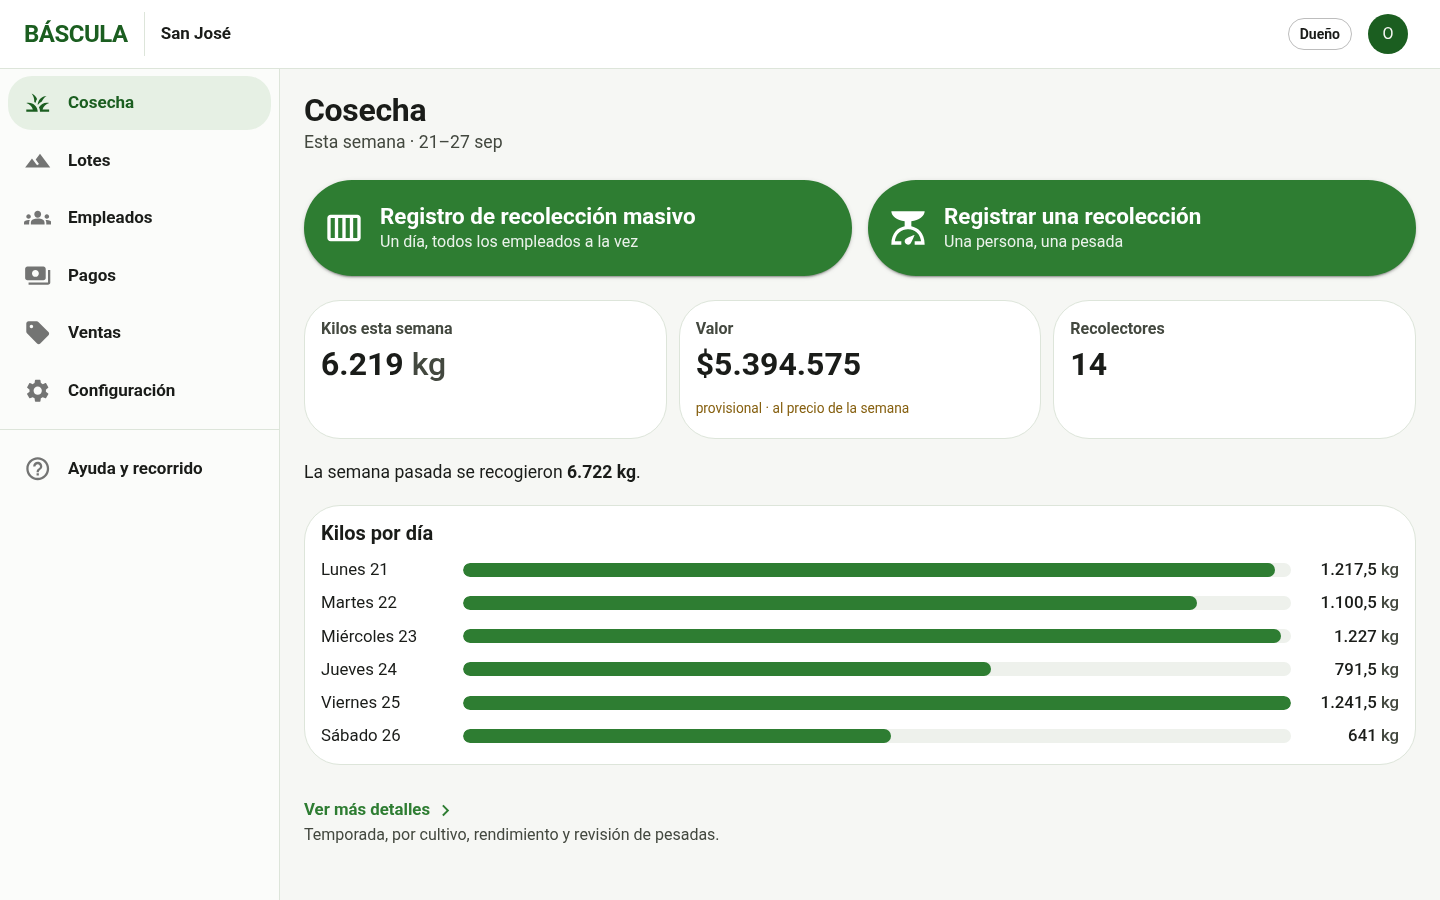 BÁSCULA
San José
Dueño
O
Cosecha
Lotes
Empleados
Pagos
Ventas
Configuración
Ayuda y recorrido
Cosecha
Esta semana · 21–27 sep
Registro de recolección masivo
Un día, todos los empleados a la vez
Registrar una recolección
Una persona, una pesada
Kilos esta semana
6.219 kg
Valor
$5.394.575
provisional · al precio de la semana
Recolectores
14
La semana pasada se recogieron 6.722 kg.
Kilos por día
Lunes 21 1.217,5 kg
Martes 22 1.100,5 kg
Miércoles 23 1.227 kg
Jueves 24 791,5 kg
Viernes 25 1.241,5 kg
Sábado 26 641 kg
Ver más detalles
Temporada, por cultivo, rendimiento y revisión de pesadas.